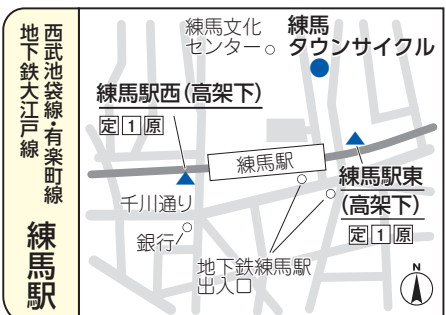 西武池袋線・有楽町線
地下鉄大江戸線
練馬駅
練馬文化
センター
練馬
タウンサイクル
練馬駅西(高架下)
定1原
練馬駅
千川通り
銀行
地下鉄練馬駅
出入口
練馬駅東
(高架下)
定1原
N